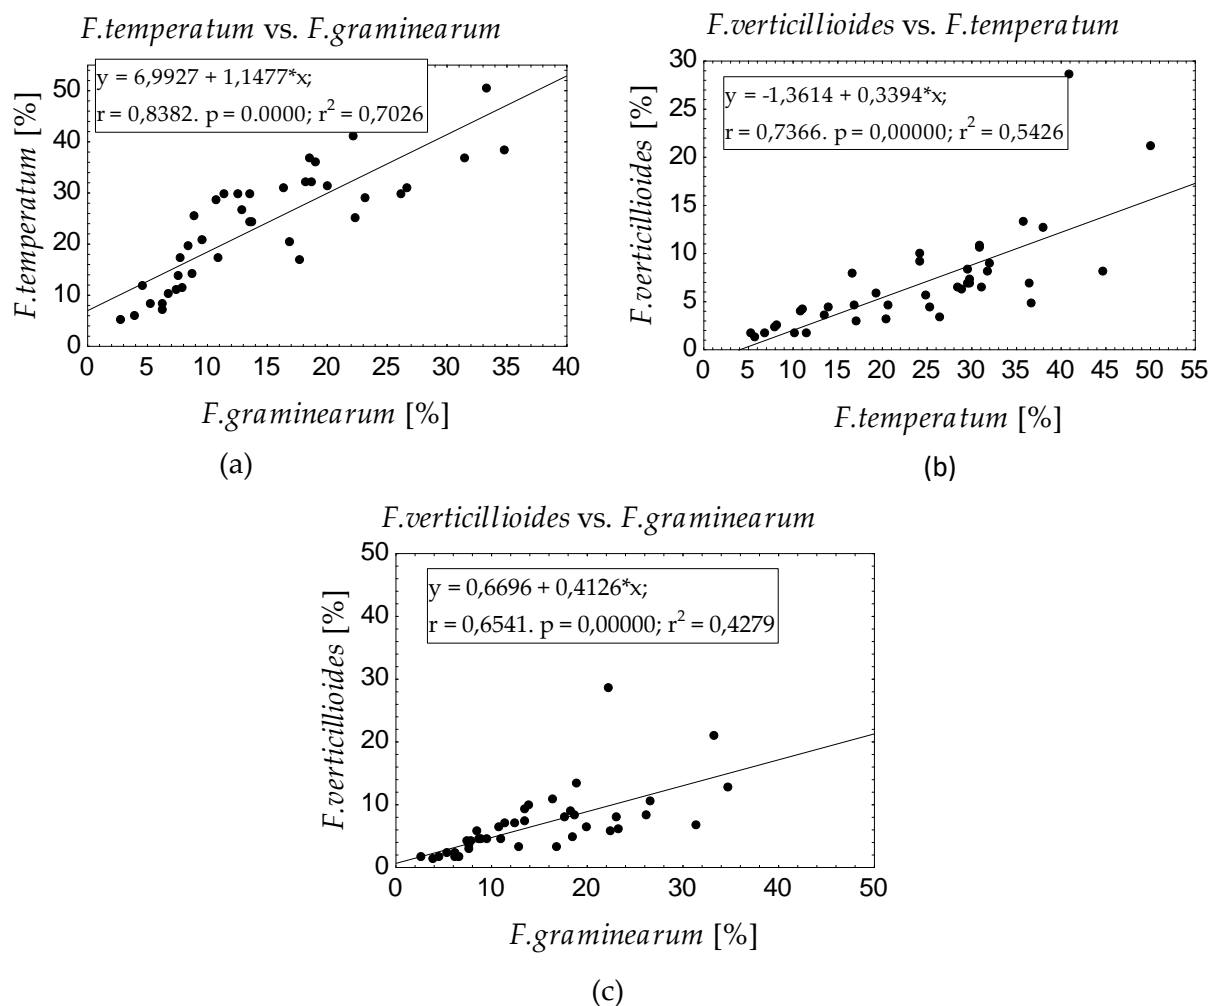 F.temperatum vs. F.graminearum
y = 6,9927 + 1,1477*x;
r = 0,8382. p = 0.0000; r² = 0,7026
F.temperatum [%]
50
40
30
20
10
0
0 5 10 15 20 25 30 35 40
F.graminearum [%]
(a)
F.verticillioides vs. F.temperatum
y = -1,3614 + 0,3394*x;
r = 0,7366. p = 0,00000; r² = 0,5426
F.verticillioides [%]
30
25
20
15
10
5
0
0 5 10 15 20 25 30 35 40 45 50 55
F.temperatum [%]
(b)
F.verticillioides vs. F.graminearum
y = 0,6696 + 0,4126*x;
r = 0,6541. p = 0,00000; r² = 0,4279
F.verticillioides [%]
50
40
30
20
10
0
0 10 20 30 40 50
F.graminearum [%]
(c)